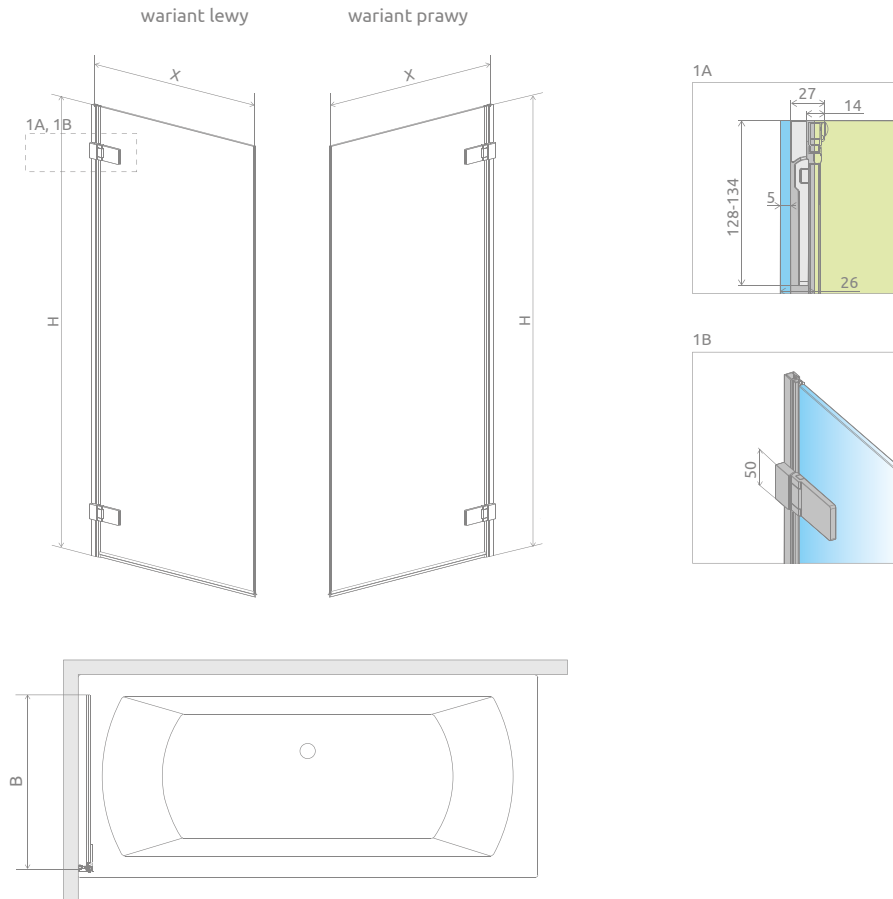 wariant lewy
wariant prawy
X
X
1A, 1B
H
H
1A
27
14
128-134
5
26
1B
50
B